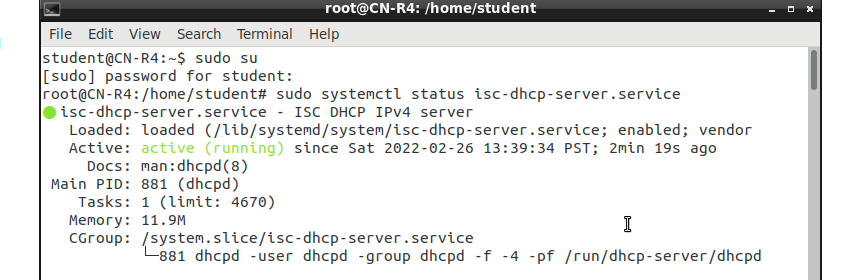 root@CN-R4: /home/student
File Edit View Search Terminal Help
student@CN-R4:~$ sudo su
[sudo] password for student:
root@CN-R4:/home/student# sudo systemctl status isc-dhcp-server.service
● isc-dhcp-server.service - ISC DHCP IPv4 server
Loaded: loaded (/lib/systemd/system/isc-dhcp-server.service; enabled; vendor
Active: active (running) since Sat 2022-02-26 13:39:34 PST; 2min 19s ago
Docs: man:dhcpd(8)
Main PID: 881 (dhcpd)
Tasks: 1 (limit: 4670)
Memory: 11.9M
CGroup: /system.slice/isc-dhcp-server.service
└─881 dhcpd -user dhcpd -group dhcpd -f -4 -pf /run/dhcp-server/dhcpd